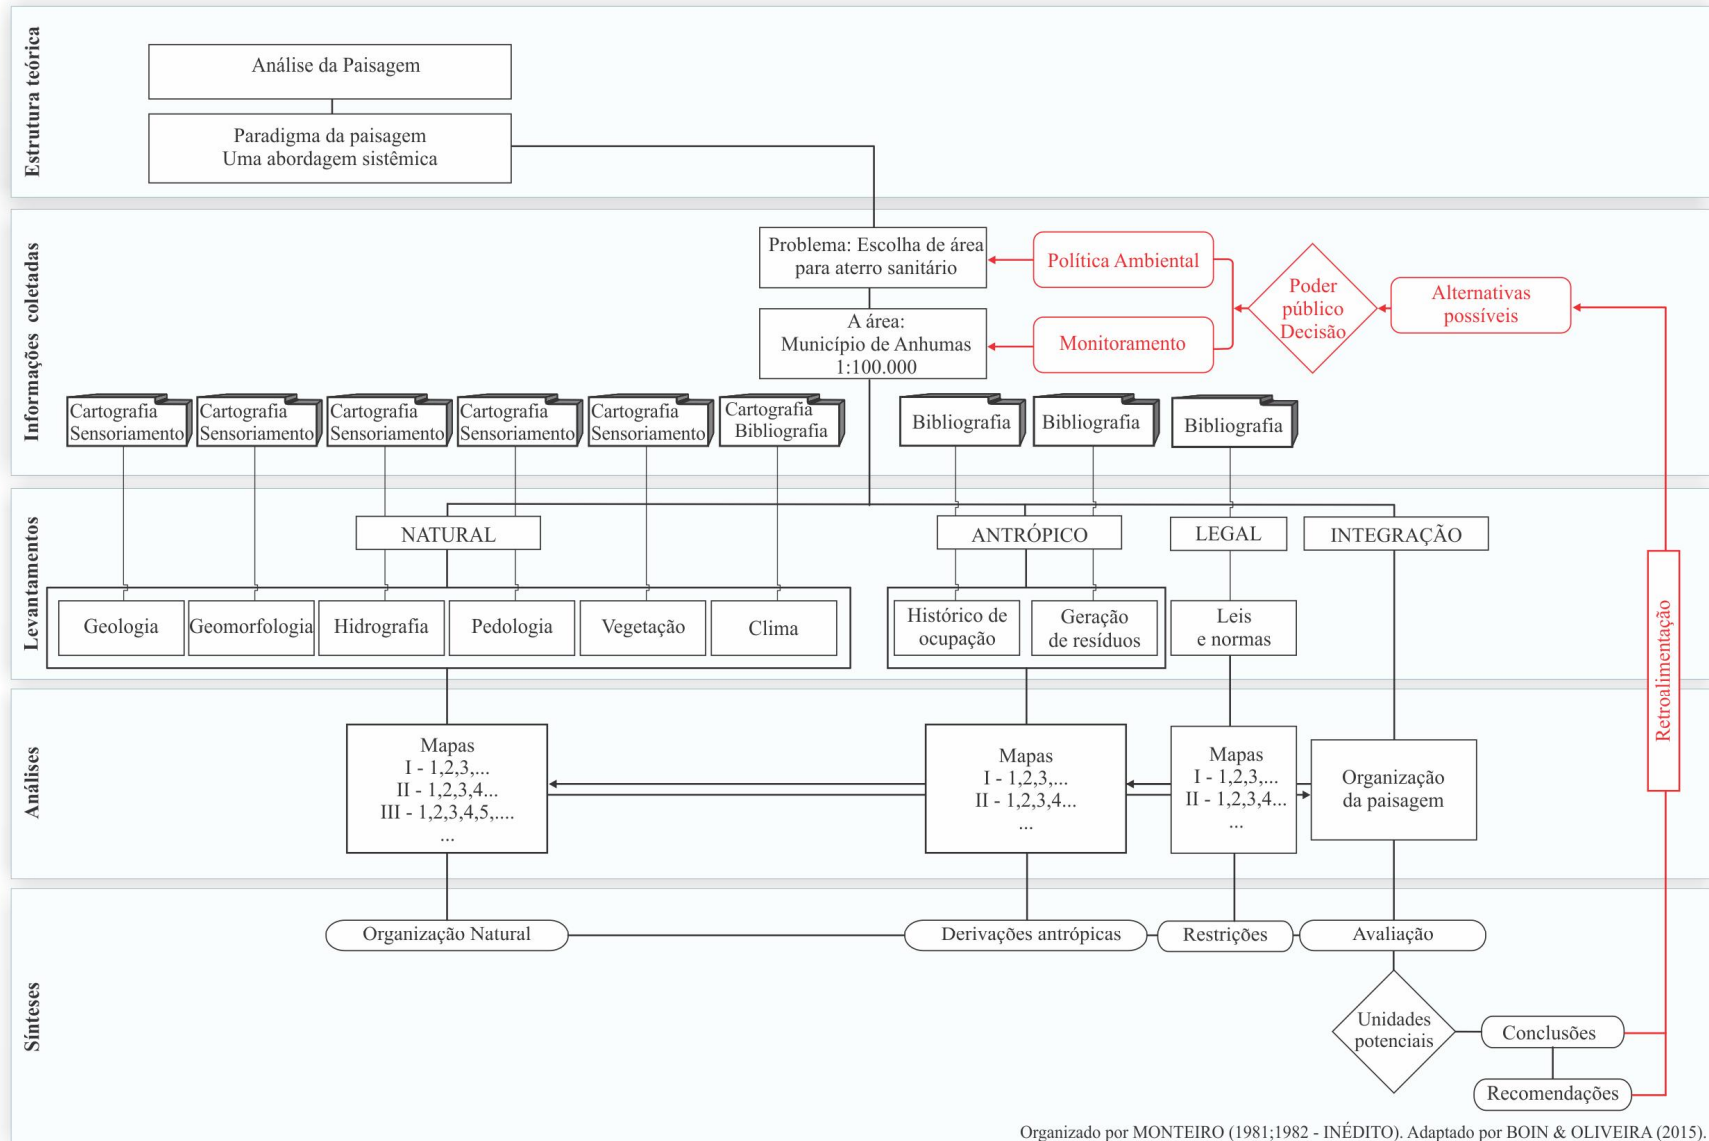 Estrutura teórica
Análise da Paisagem
Paradigma da paisagem
Uma abordagem sistêmica
Informações coletadas
Problema: Escolha de área
para aterro sanitário
Política Ambiental
Poder
público
Decisão
Alternativas
possíveis
A área:
Município de Anhumas
1:100.000
Monitoramento
Cartografia
Sensoriamento
Cartografia
Sensoriamento
Cartografia
Sensoriamento
Cartografia
Sensoriamento
Cartografia
Sensoriamento
Cartografia
Bibliografia
Bibliografia
Bibliografia
Bibliografia
Levantamentos
NATURAL
ANTRÓPICO
LEGAL
INTEGRAÇÃO
Geologia
Geomorfologia
Hidrografia
Pedologia
Vegetação
Clima
Histórico de
ocupação
Geração
de resíduos
Leis
e normas
Retroalimentação
Análises
Mapas
I - 1,2,3,...
II - 1,2,3,4...
III - 1,2,3,4,5,....
...
Mapas
I - 1,2,3,...
II - 1,2,3,4...
...
Mapas
I - 1,2,3,...
II - 1,2,3,4...
...
Organização
da paisagem
Sínteses
Organização Natural
Derivações antrópicas
Restrições
Avaliação
Unidades
potenciais
Conclusões
Recomendações
Organizado por MONTEIRO (1981;1982 - INÉDITO). Adaptado por BOIN & OLIVEIRA (2015).